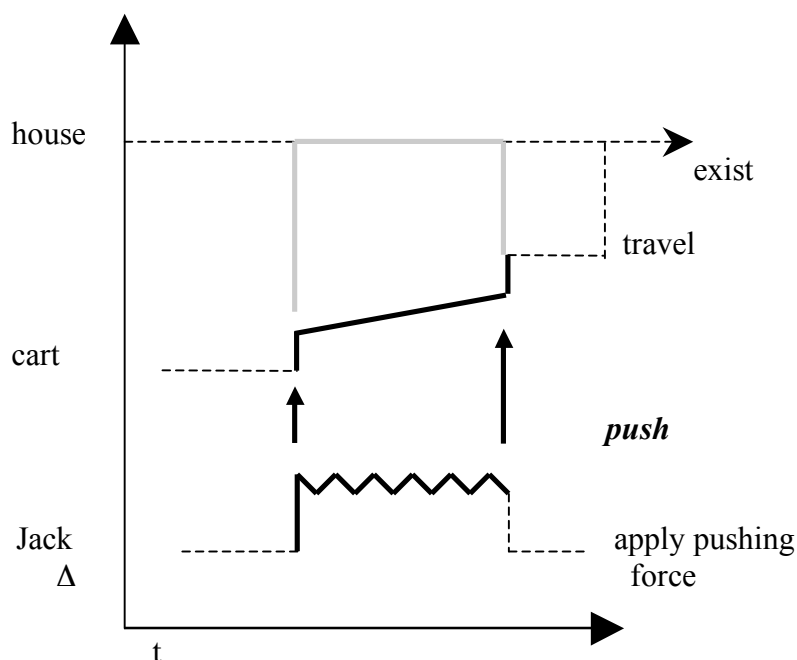 house
exist
travel
cart
push
Jack
apply pushing
Δ
force
t